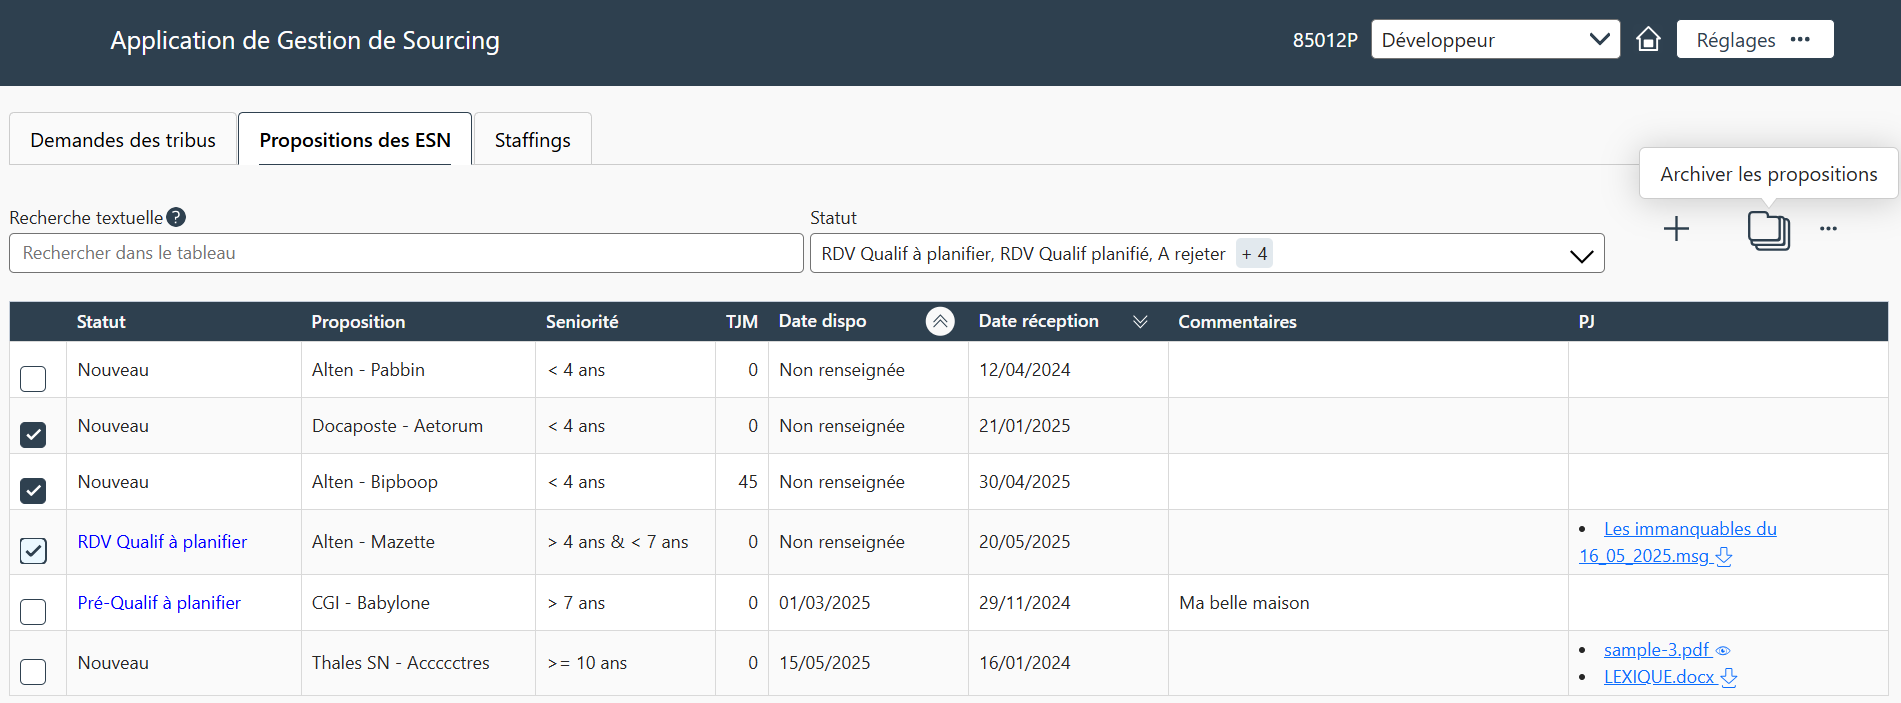 Application de Gestion de Sourcing
85012P
Développeur
Réglages
Demandes des tribus
Propositions des ESN
Staffings
Archiver les propositions
Recherche textuelle ?
Statut
Rechercher dans le tableau
RDV Qualif à planifier, RDV Qualif planifié, A rejeter + 4
Statut Proposition Seniorité TJM Date dispo Date réception Commentaires PJ
Nouveau Alten - Pabbin < 4 ans 0 Non renseignée 12/04/2024
Nouveau Docaposte - Aetorum < 4 ans 0 Non renseignée 21/01/2025
Nouveau Alten - Bipboop < 4 ans 45 Non renseignée 30/04/2025
RDV Qualif à planifier Alten - Mazette > 4 ans & < 7 ans 0 Non renseignée 20/05/2025
• Les immanquables du
16_05_2025.msg
Pré-Qualif à planifier CGI - Babylone > 7 ans 0 01/03/2025 29/11/2024 Ma belle maison
Nouveau Thales SN - Accccctres >= 10 ans 0 15/05/2025 16/01/2024
• sample-3.pdf
• LEXIQUE.docx